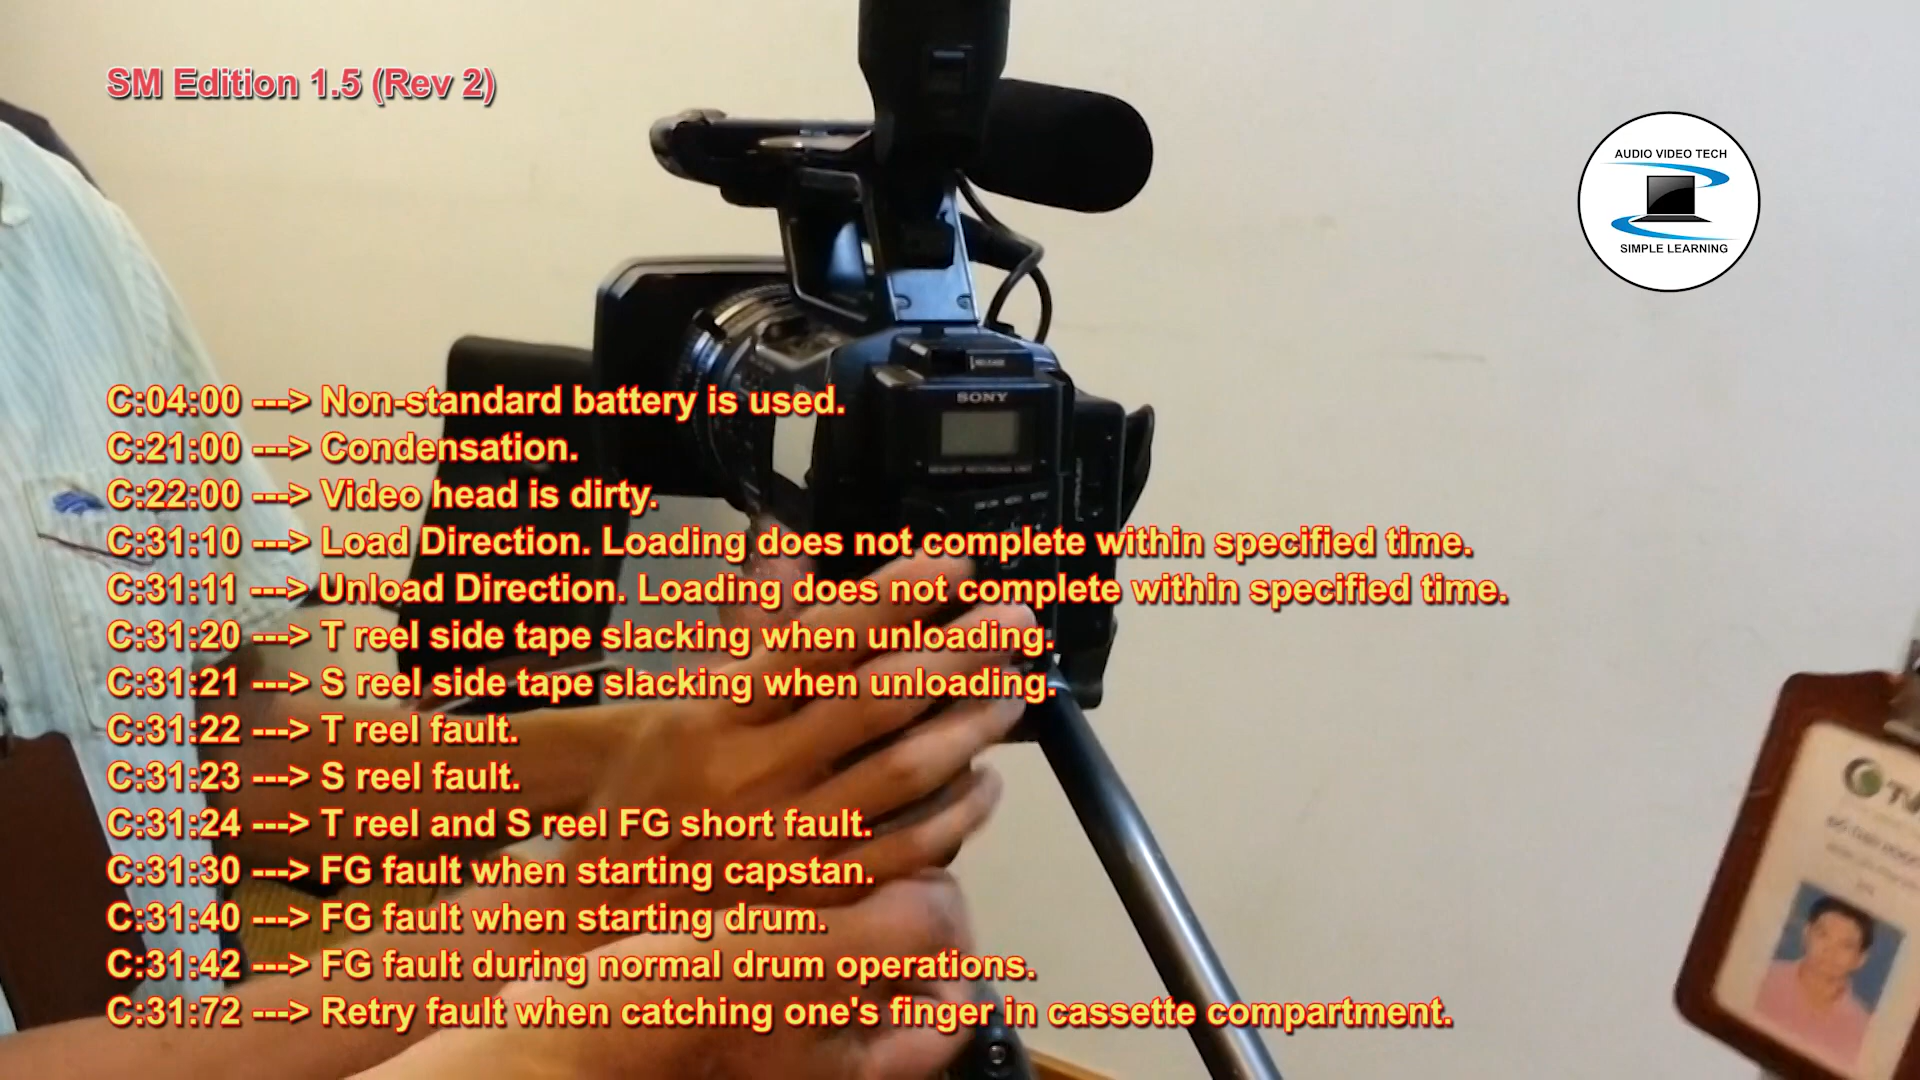 SM Edition 1.5 (Rev 2)
AUDIO VIDEO TECH
SIMPLE LEARNING
SONY
C:04:00 ---> Non-standard battery is used.
C:21:00 ---> Condensation.
C:22:00 ---> Video head is dirty.
C:31:10 ---> Load Direction. Loading does not complete within specified time.
C:31:11 ---> Unload Direction. Loading does not complete within specified time.
C:31:20 ---> T reel side tape slacking when unloading.
C:31:21 ---> S reel side tape slacking when unloading.
C:31:22 ---> T reel fault.
C:31:23 ---> S reel fault.
C:31:24 ---> T reel and S reel FG short fault.
C:31:30 ---> FG fault when starting capstan.
C:31:40 ---> FG fault when starting drum.
C:31:42 ---> FG fault during normal drum operations.
C:31:72 ---> Retry fault when catching one's finger in cassette compartment.